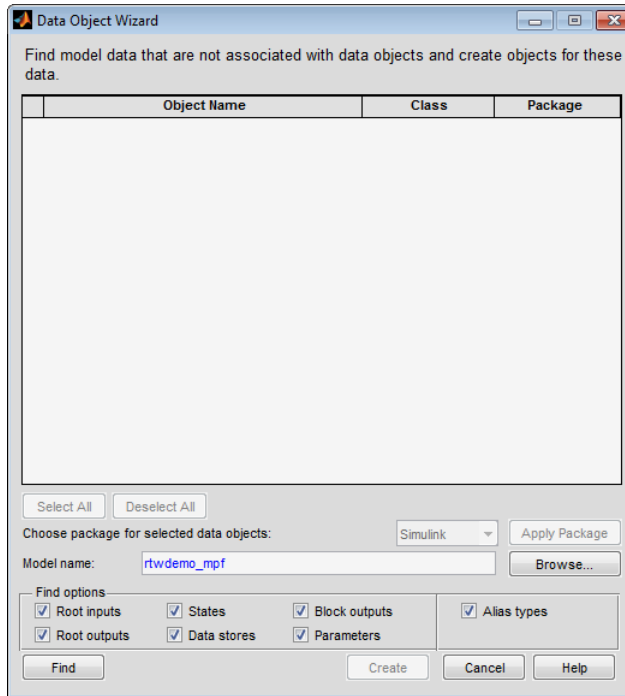 Data Object Wizard
Find model data that are not associated with data objects and create objects for these
data.
Object Name Class Package
Select All Deselect All
Choose package for selected data objects: Simulink Apply Package
Model name: rtwdemo_mpf Browse...
Find options
Root inputs States Block outputs Alias types
Root outputs Data stores Parameters
Find Create Cancel Help